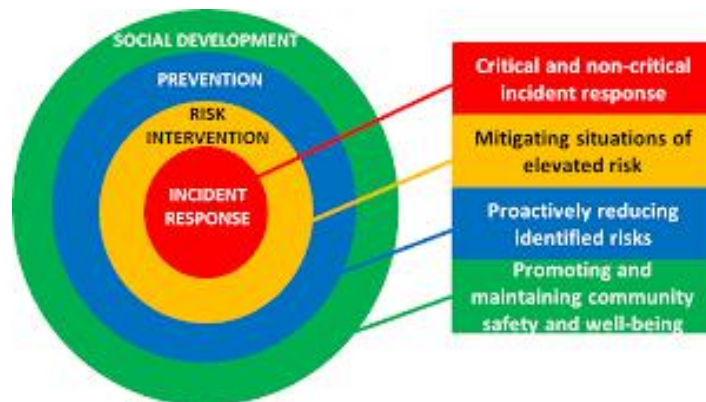 SOCIAL DEVELOPMENT
PREVENTION
RISK
INTERVENTION
INCIDENT
RESPONSE
Critical and non-critical
incident response
Mitigating situations of
elevated risk
Proactively reducing
identified risks
Promoting and
maintaining community
safety and well-being